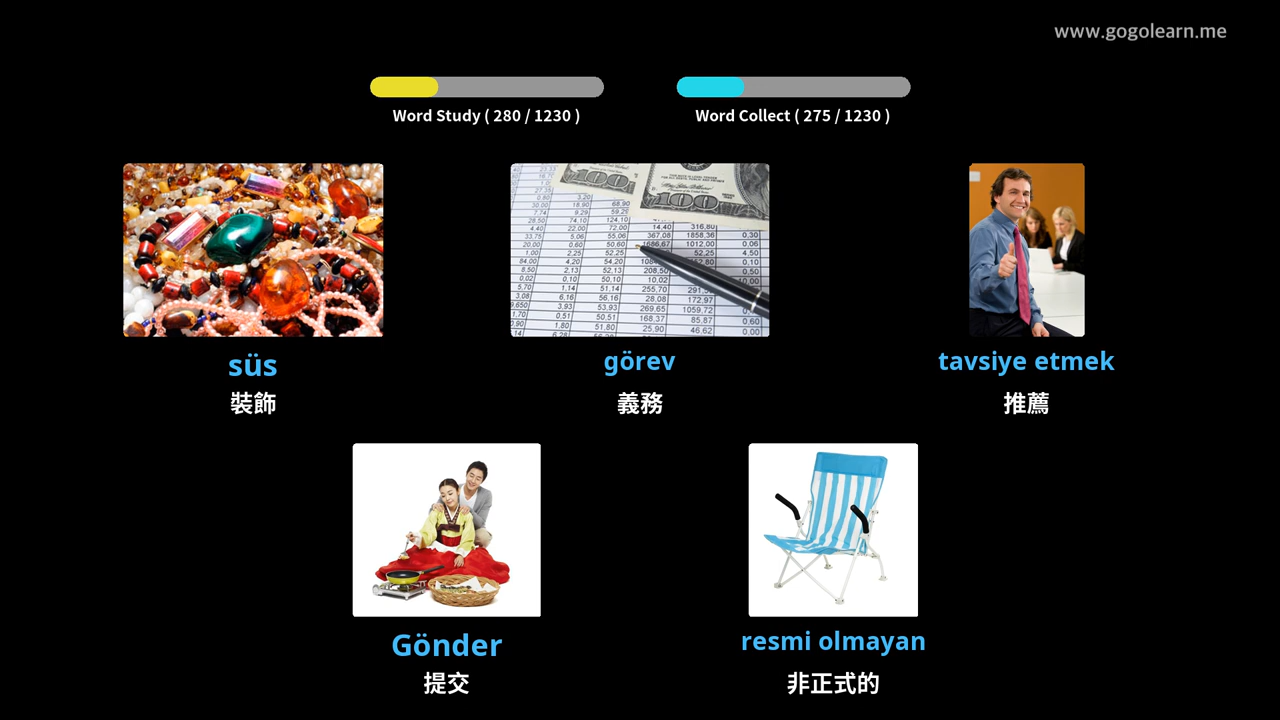 www.gogolearn.me
Word Study ( 280 / 1230 )
Word Collect ( 275 / 1230 )
süs
裝飾
görev
義務
tavsiye etmek
推薦
Gönder
提交
resmi olmayan
非正式的